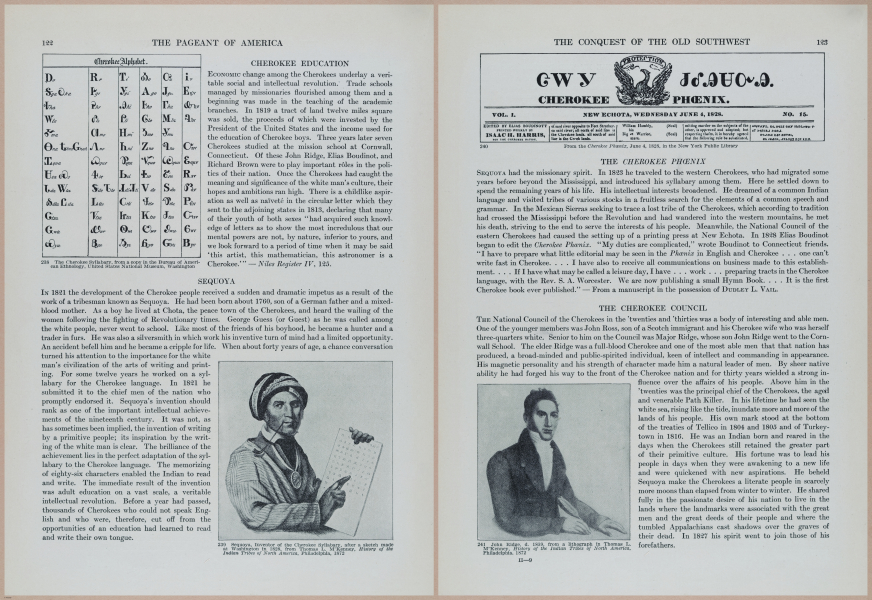 122
THE PAGEANT OF AMERICA
Cherokee Alphabet.
238 The Cherokee Syllabary, from a copy in the Bureau of Ameri-
can Ethnology, United States National Museum, Washington
CHEROKEE EDUCATION
ECONOMIC change among the Cherokees underlay a veri-
table social and intellectual revolution. Trade schools
managed by missionaries flourished among them and a
beginning was made in the teaching of the academic
branches. In 1819 a tract of land twelve miles square
was sold, the proceeds of which were invested by the
President of the United States and the income used for
the education of Cherokee boys. Three years later seven
Cherokees studied at the mission school at Cornwall,
Connecticut. Of these John Ridge, Elias Boudinot, and
Richard Brown were to play important rôles in the poli-
tics of their nation. Once the Cherokees had caught the
meaning and significance of the white man's culture, their
hopes and ambitions ran high. There is a childlike aspir-
ation as well as naïveté in the circular letter which they
sent to the adjoining states in 1813, declaring that many
of their youth of both sexes "had acquired such knowl-
edge of letters as to show the most incredulous that our
mental powers are not, by nature, inferior to yours, and
we look forward to a period of time when it may be said
'this artist, this mathematician, this astronomer is a
Cherokee.'" — Niles Register IV, 125.
SEQUOYA
IN 1821 the development of the Cherokee people received a sudden and dramatic impetus as a result of the
work of a tribesman known as Sequoya. He had been born about 1760, son of a German father and a mixed-
blood mother. As a boy he lived at Chota, the peace town of the Cherokees, and heard the wailing of the
women following the fighting of Revolutionary times. George Guess (or Guest) as he was called among
the white people, never went to school. Like most of the friends of his boyhood, he became a hunter and a
trader in furs. He was also a silversmith in which work his inventive turn of mind had a limited opportunity.
An accident befell him and he became a cripple for life. When about forty years of age, a chance conversation
turned his attention to the importance for the white
man's civilization of the arts of writing and print-
ing. For some twelve years he worked on a syl-
labary for the Cherokee language. In 1821 he
submitted it to the chief men of the nation who
promptly endorsed it. Sequoya's invention should
rank as one of the important intellectual achieve-
ments of the nineteenth century. It was not, as
has sometimes been implied, the invention of writing
by a primitive people; its inspiration by the writ-
ing of the white man is clear. The brilliance of the
achievement lies in the perfect adaptation of the syl-
labary to the Cherokee language. The memorizing
of eighty-six characters enabled the Indian to read
and write. The immediate result of the invention
was adult education on a vast scale, a veritable
intellectual revolution. Before a year had passed,
thousands of Cherokees who could not speak Eng-
lish and who were, therefore, cut off from the
opportunities of an education had learned to read
and write their own tongue.
239 Sequoya, Inventor of the Cherokee Syllabary, after a sketch made
at Washington in 1828, from Thomas L. M'Kenney, History of the
Indian Tribes of North America, Philadelphia, 1872
THE CONQUEST OF THE OLD SOUTHWEST
123
PROTECTION
ᏣᎳᎩ ᏧᎴᎯᏌᏅᎯ.
CHEROKEE PHŒNIX.
VOL. I. NEW ECHOTA, WEDNESDAY JUNE 4, 1828. NO. 15.
EDITED BY ELIAS BOUDINOTT
PRINTED WEEKLY BY
ISAAC H. HARRIS,
240 From the Cherokee Phœnix, June 4, 1828, in the New York Public Library
THE CHEROKEE PHŒNIX
SEQUOYA had the missionary spirit. In 1823 he traveled to the western Cherokees, who had migrated some
years before beyond the Mississippi, and introduced his syllabary among them. Here he settled down to
spend the remaining years of his life. His intellectual interests broadened. He dreamed of a common Indian
language and visited tribes of various stocks in a fruitless search for the elements of a common speech and
grammar. In the Mexican Sierras seeking to trace a lost tribe of the Cherokees, which according to tradition
had crossed the Mississippi before the Revolution and had wandered into the western mountains, he met
his death, striving to the end to serve the interests of his people. Meanwhile, the National Council of the
eastern Cherokees had caused the setting up of a printing press at New Echota. In 1828 Elias Boudinot
began to edit the Cherokee Phœnix. "My duties are complicated," wrote Boudinot to Connecticut friends.
"I have to prepare what little editorial may be seen in the Phœnix in English and Cherokee . . . one can't
write fast in Cherokee. . . . I have also to receive all communications on business made to this establish-
ment. . . . If I have what may be called a leisure day, I have . . . work . . . preparing tracts in the Cherokee
language, with the Rev. S. A. Worcester. We are now publishing a small Hymn Book. . . . It is the first
Cherokee book ever published." — From a manuscript in the possession of DUDLEY L. VAILL.
THE CHEROKEE COUNCIL
THE National Council of the Cherokees in the 'twenties and 'thirties was a body of interesting and able men.
One of the younger members was John Ross, son of a Scotch immigrant and his Cherokee wife who was herself
three-quarters white. Senior to him on the Council was Major Ridge, whose son John Ridge went to the Corn-
wall School. The elder Ridge was a full-blood Cherokee and one of the most able men that that nation has
produced, a broad-minded and public-spirited individual, keen of intellect and commanding in appearance.
His magnetic personality and his strength of character made him a natural leader of men. By sheer native
ability he had forged his way to the front of the Cherokee nation and for thirty years yielded a strong in-
fluence over the affairs of his people. Above him in the
'twenties was the principal chief of the Cherokees, the aged
and venerable Path Killer. In his lifetime he had seen the
white sea, rising like the tide, inundate more and more of the
lands of his people. His own mark stood at the bottom
of the treaties of Tellico in 1804 and 1805 and of Turkey-
town in 1816. He was an Indian born and reared in the
days when the Cherokees still retained the greater part
of their primitive culture. His fortune was to lead his
people in days when they were awakening to a new life
and were quickened with new aspirations. He beheld
Sequoya make the Cherokees a literate people in scarcely
more moons than elapsed from winter to winter. He shared
fully in the passionate desire of his nation to live in the
lands where the landmarks were associated with the great
men and the great deeds of their people and where the
tumbled Appalachians cast shadows over the graves of
their dead. In 1827 his spirit went to join those of his
forefathers.
241 John Ridge, d. 1839, from a lithograph in Thomas L.
M'Kenney, History of the Indian Tribes of North America,
Philadelphia, 1872
II—9